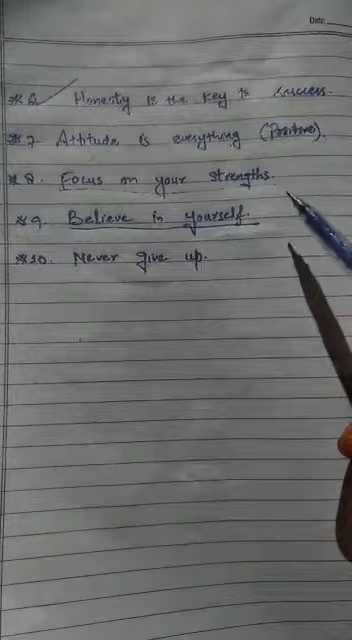 Date:
*6. Honesty is the key to success.
*7. Attitude is everything (Positive).
*8. Focus on your strengths.
*9. Believe in yourself.
*10. Never give up.